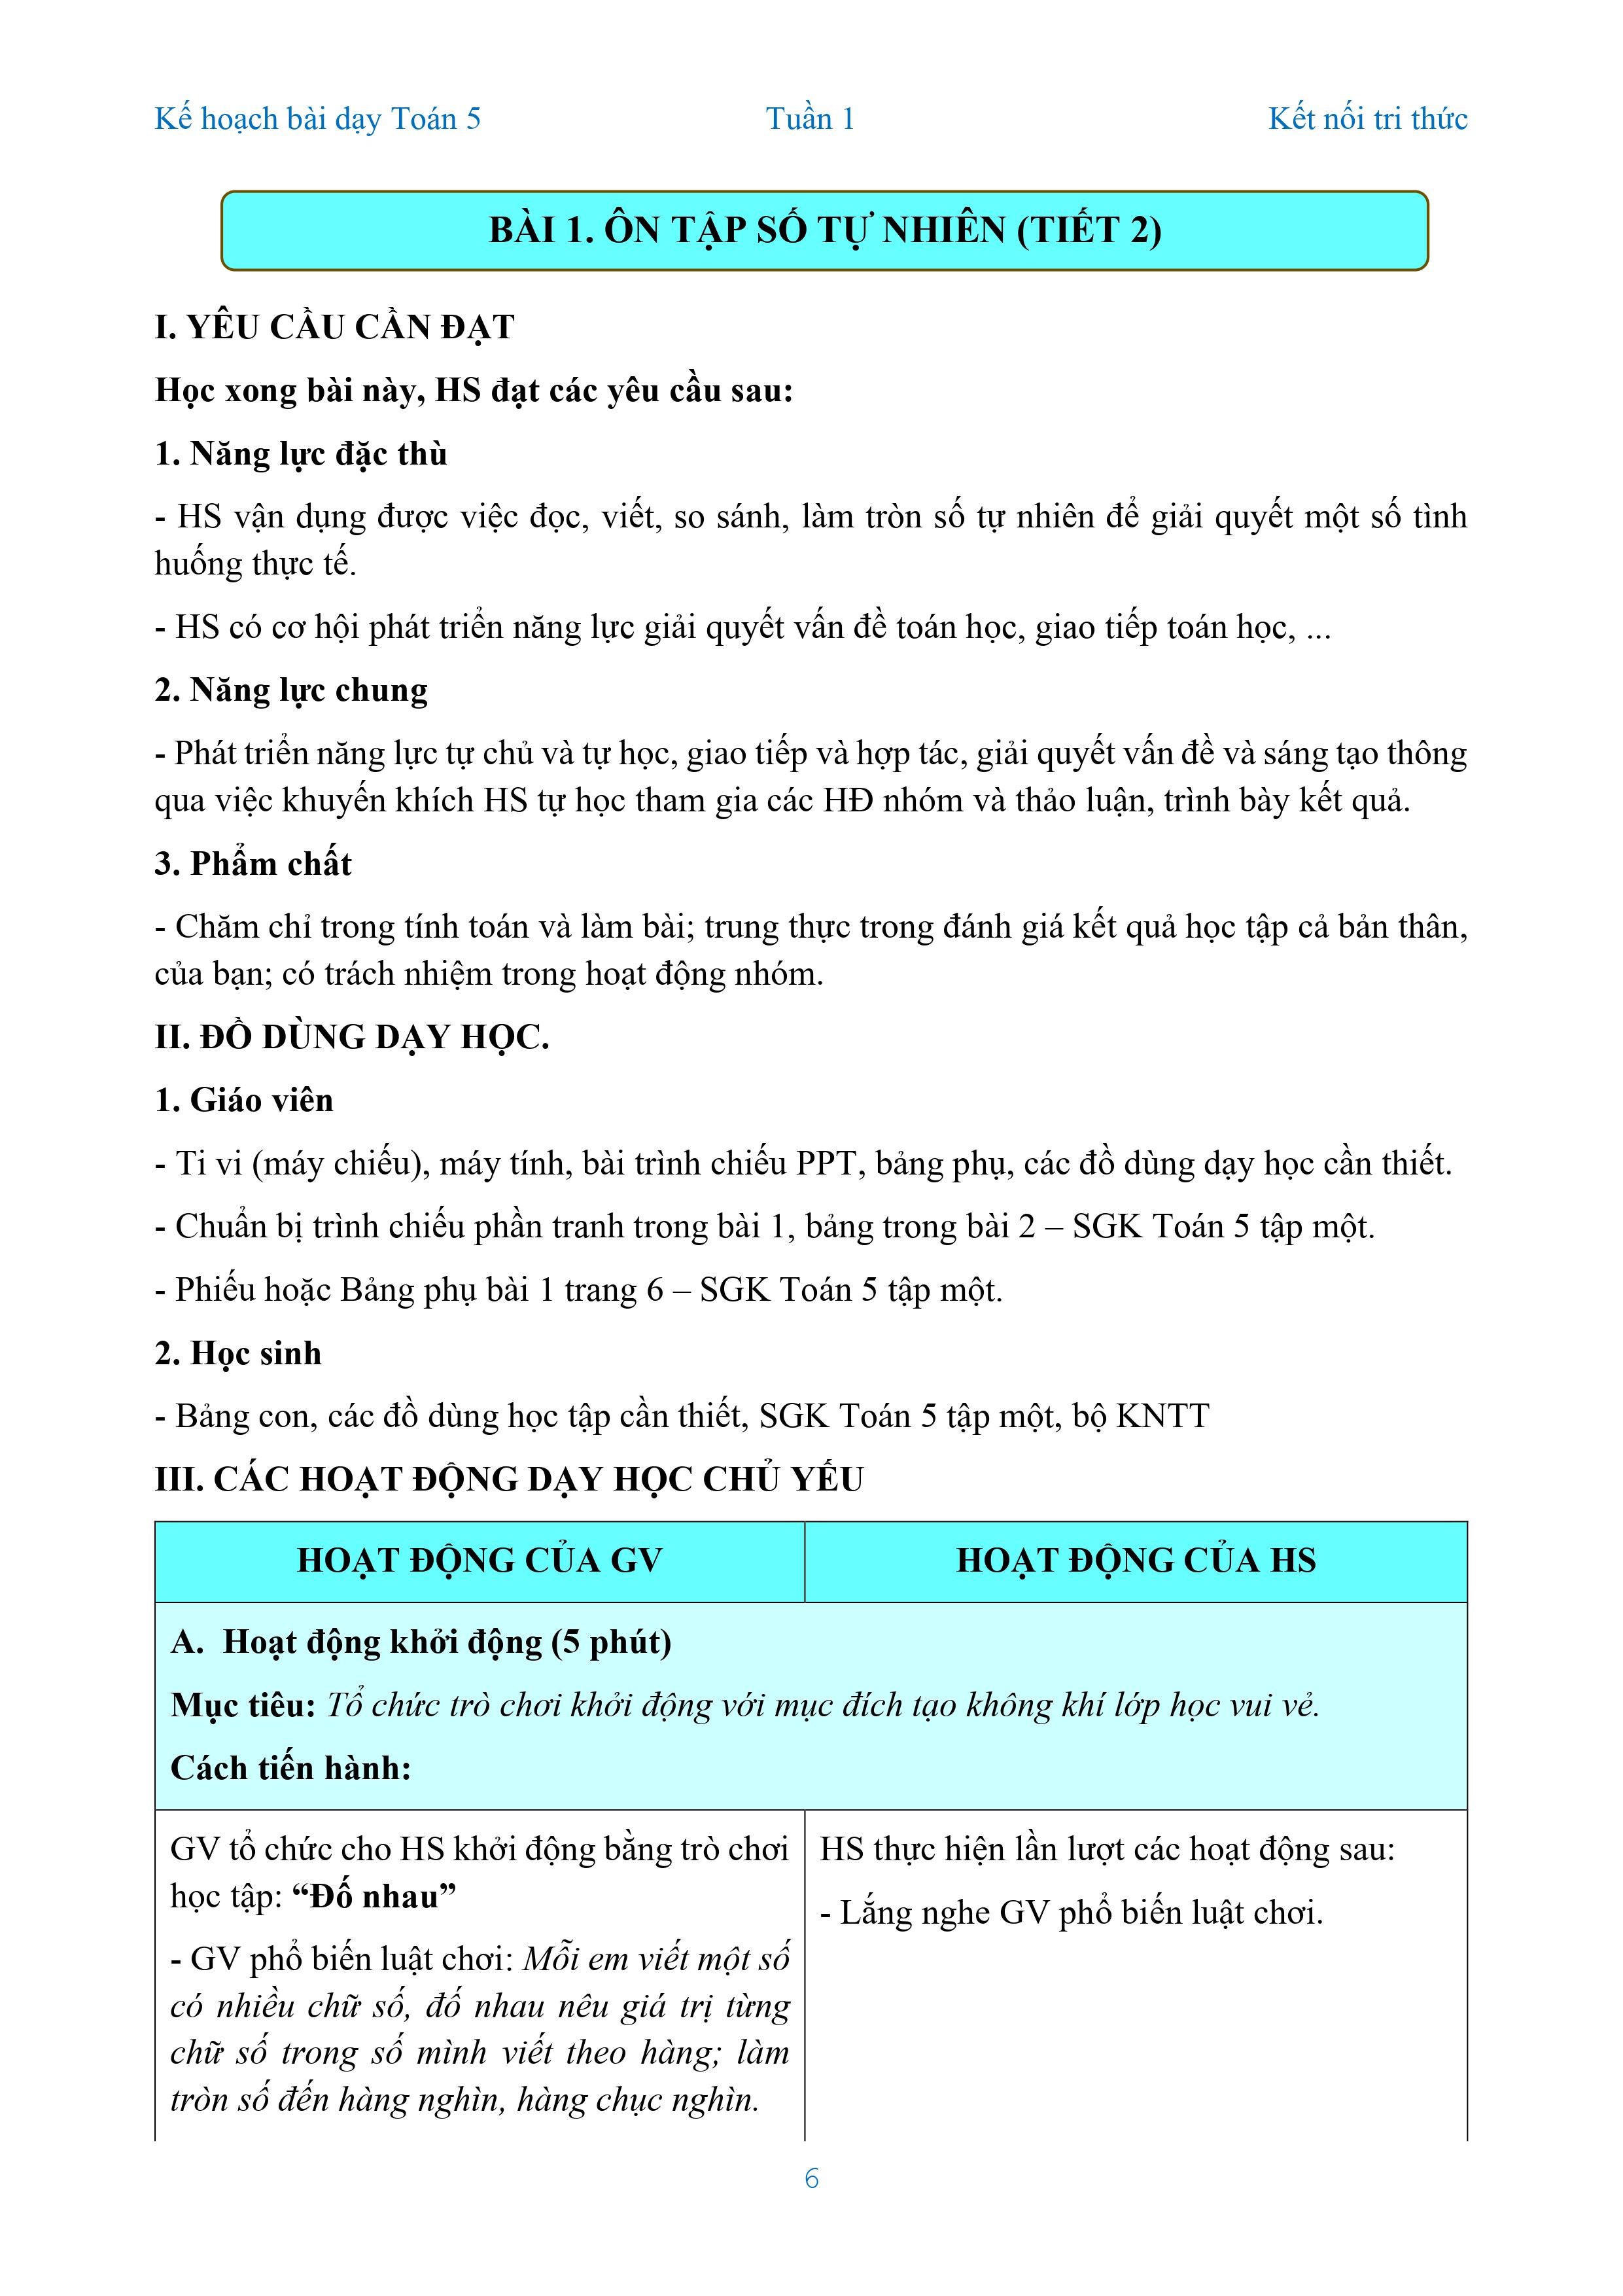 Kế hoạch bài dạy Toán 5 Tuần 1 Kết nối tri thức
BÀI 1. ÔN TẬP SỐ TỰ NHIÊN (TIẾT 2)
I. YÊU CẦU CẦN ĐẠT
Học xong bài này, HS đạt các yêu cầu sau:
1. Năng lực đặc thù
- HS vận dụng được việc đọc, viết, so sánh, làm tròn số tự nhiên để giải quyết một số tình
huống thực tế.
- HS có cơ hội phát triển năng lực giải quyết vấn đề toán học, giao tiếp toán học, ...
2. Năng lực chung
- Phát triển năng lực tự chủ và tự học, giao tiếp và hợp tác, giải quyết vấn đề và sáng tạo thông
qua việc khuyến khích HS tự học tham gia các HĐ nhóm và thảo luận, trình bày kết quả.
3. Phẩm chất
- Chăm chỉ trong tính toán và làm bài; trung thực trong đánh giá kết quả học tập cả bản thân,
của bạn; có trách nhiệm trong hoạt động nhóm.
II. ĐỒ DÙNG DẠY HỌC.
1. Giáo viên
- Ti vi (máy chiếu), máy tính, bài trình chiếu PPT, bảng phụ, các đồ dùng dạy học cần thiết.
- Chuẩn bị trình chiếu phần tranh trong bài 1, bảng trong bài 2 – SGK Toán 5 tập một.
- Phiếu hoặc Bảng phụ bài 1 trang 6 – SGK Toán 5 tập một.
2. Học sinh
- Bảng con, các đồ dùng học tập cần thiết, SGK Toán 5 tập một, bộ KNTT
III. CÁC HOẠT ĐỘNG DẠY HỌC CHỦ YẾU
HOẠT ĐỘNG CỦA GV HOẠT ĐỘNG CỦA HS
A. Hoạt động khởi động (5 phút)
Mục tiêu: Tổ chức trò chơi khởi động với mục đích tạo không khí lớp học vui vẻ.
Cách tiến hành:
GV tổ chức cho HS khởi động bằng trò chơi
học tập: “Đố nhau”
- GV phổ biến luật chơi: Mỗi em viết một số
có nhiều chữ số, đố nhau nêu giá trị từng
chữ số trong số mình viết theo hàng; làm
tròn số đến hàng nghìn, hàng chục nghìn.
HS thực hiện lần lượt các hoạt động sau:
- Lắng nghe GV phổ biến luật chơi.
6